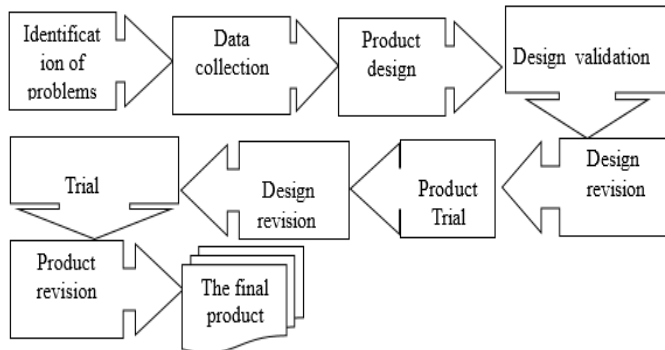 Identificat
ion of
problems
Data
collection
Product
design
Design validation
Design
revision
Product
Trial
Design
revision
Trial
Product
revision
The final
product